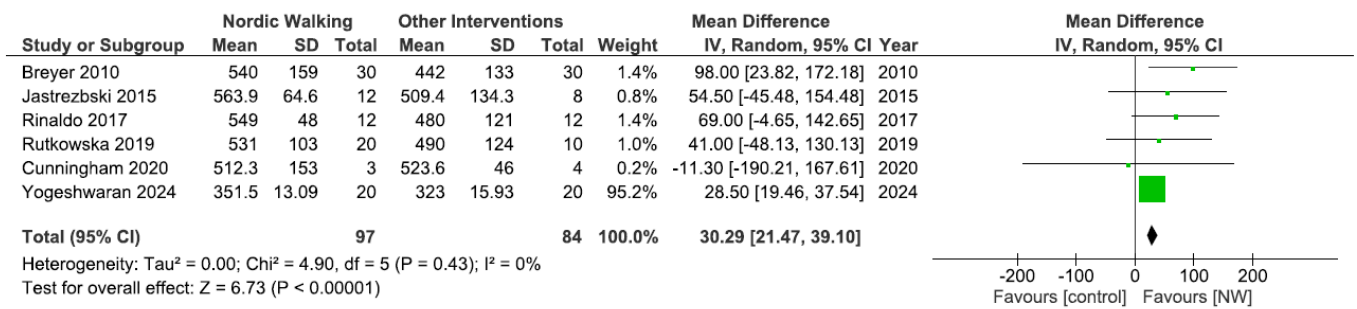 Nordic Walking Other Interventions Mean Difference Mean Difference
Study or Subgroup Mean SD Total Mean SD Total Weight IV, Random, 95% CI Year IV, Random, 95% CI
Breyer 2010 540 159 30 442 133 30 1.4% 98.00 [23.82, 172.18] 2010
Jastrezbski 2015 563.9 64.6 12 509.4 134.3 8 0.8% 54.50 [-45.48, 154.48] 2015
Rinaldo 2017 549 48 12 480 121 12 1.4% 69.00 [-4.65, 142.65] 2017
Rutkowska 2019 531 103 20 490 124 10 1.0% 41.00 [-48.13, 130.13] 2019
Cunningham 2020 512.3 153 3 523.6 46 4 0.2% -11.30 [-190.21, 167.61] 2020
Yogeshwaran 2024 351.5 13.09 20 323 15.93 20 95.2% 28.50 [19.46, 37.54] 2024
Total (95% CI) 97 84 100.0% 30.29 [21.47, 39.10]
Heterogeneity: Tau² = 0.00; Chi² = 4.90, df = 5 (P = 0.43); I² = 0%
Test for overall effect: Z = 6.73 (P < 0.00001)
-200 -100 0 100 200
Favours [control] Favours [NW]